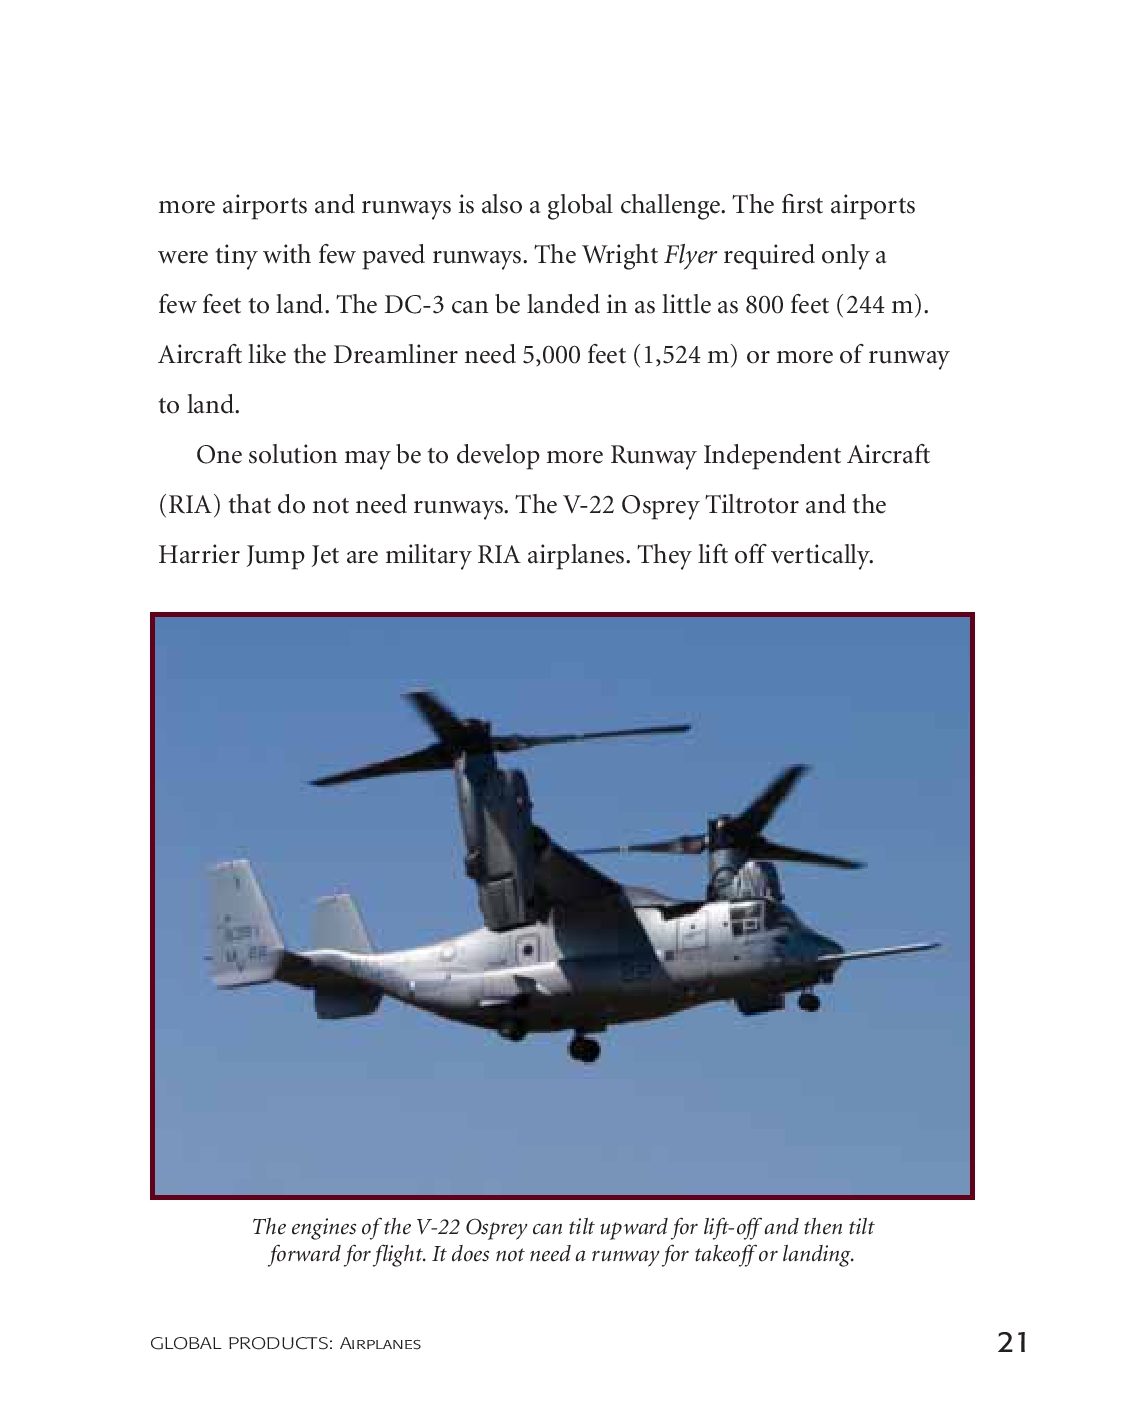 more airports and runways is also a global challenge. The first airports
were tiny with few paved runways. The Wright Flyer required only a
few feet to land. The DC-3 can be landed in as little as 800 feet (244 m).
Aircraft like the Dreamliner need 5,000 feet (1,524 m) or more of runway
to land.
One solution may be to develop more Runway Independent Aircraft
(RIA) that do not need runways. The V-22 Osprey Tiltrotor and the
Harrier Jump Jet are military RIA airplanes. They lift off vertically.
The engines of the V-22 Osprey can tilt upward for lift-off and then tilt
forward for flight. It does not need a runway for takeoff or landing.
GLOBAL PRODUCTS: AIRPLANES
21